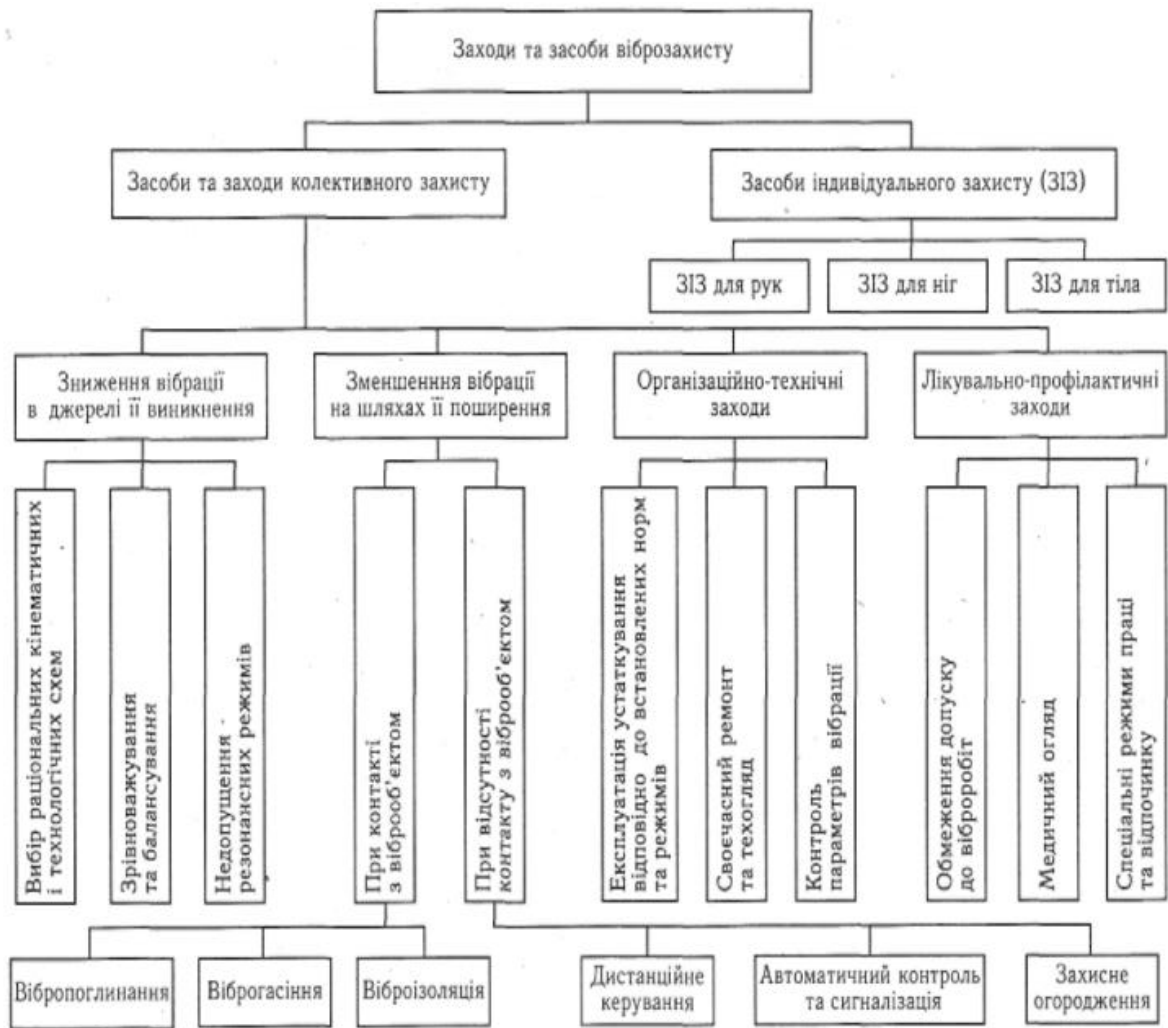 Заходи та засоби віброзахисту
Засоби та заходи колективного захисту
Засоби індивідуального захисту (ЗІЗ)
ЗІЗ для рук
ЗІЗ для ніг
ЗІЗ для тіла
Зниження вібрації
в джерелі її виникнення
Зменшенння вібрації
на шляхах її поширення
Організаційно-технічні
заходи
Лікувально-профілактичні
заходи
Вибір раціональних кінематичних
і технологічних схем
Зрівноважування
та балансування
Недопущення
резонансних режимів
При контакті
з віброоб’єктом
При відсутності
контакту з віброоб’єктом
Експлуатація устаткування
відповідно до встановлених норм
та режимів
Своєчасний ремонт
та техогляд
Контроль
параметрів вібрації
Обмеження допуску
до віброробіт
Медичний огляд
Спеціальні режими праці
та відпочинку
Вібропоглинання
Віброгасіння
Віброізоляція
Дистанційне
керування
Автоматичний контроль
та сигналізація
Захисне
огородження